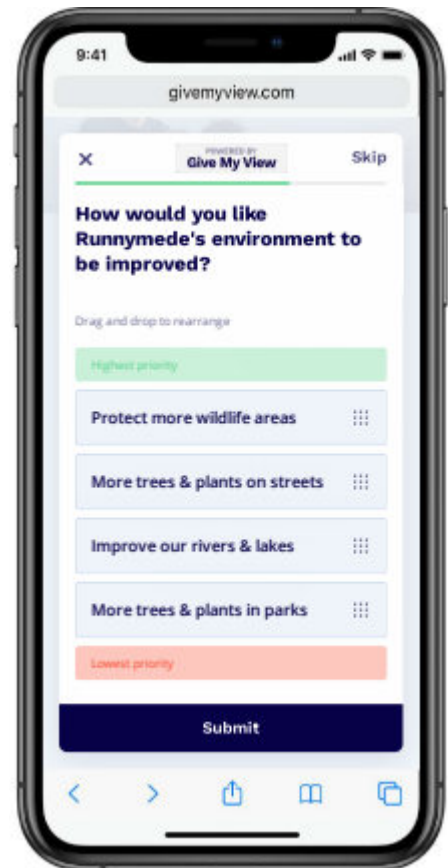 9:41
givemyview.com
POWERED BY
Give My View
Skip
How would you like
Runnymede's environment to
be improved?
Drag and drop to rearrange
Highest priority
Protect more wildlife areas
More trees & plants on streets
Improve our rivers & lakes
More trees & plants in parks
Lowest priority
Submit